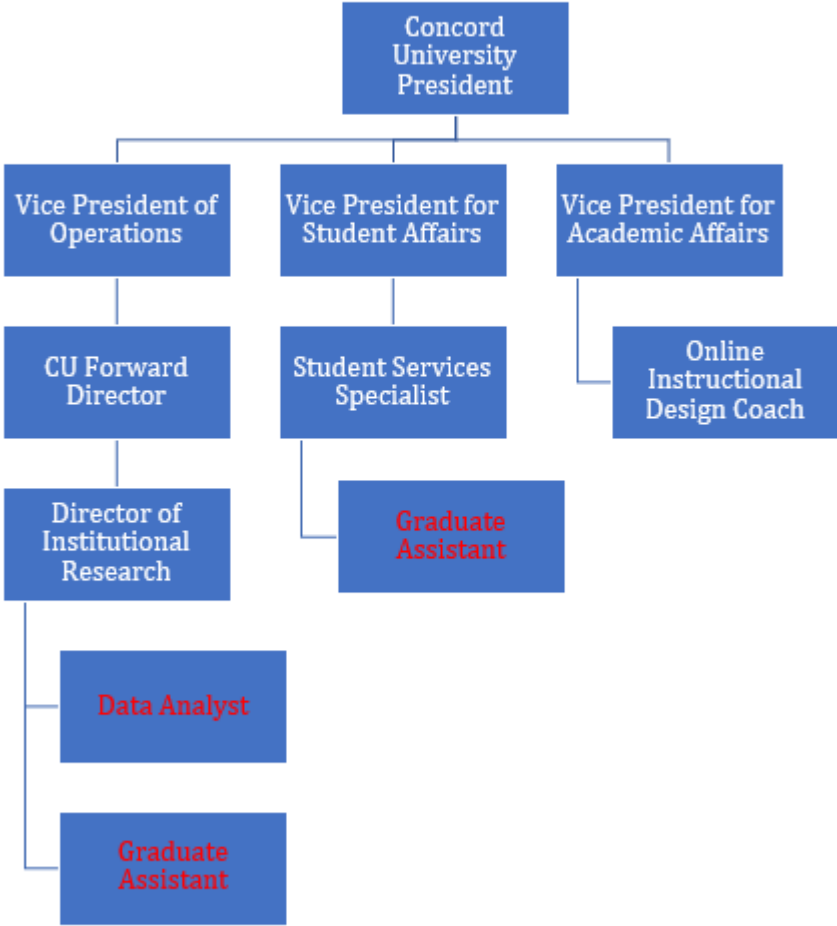 Concord
University
President
Vice President of
Operations
Vice President for
Student Affairs
Vice President for
Academic Affairs
CU Forward
Director
Student Services
Specialist
Online
Instructional
Design Coach
Director of
Institutional
Research
Graduate
Assistant
Data Analyst
Graduate
Assistant